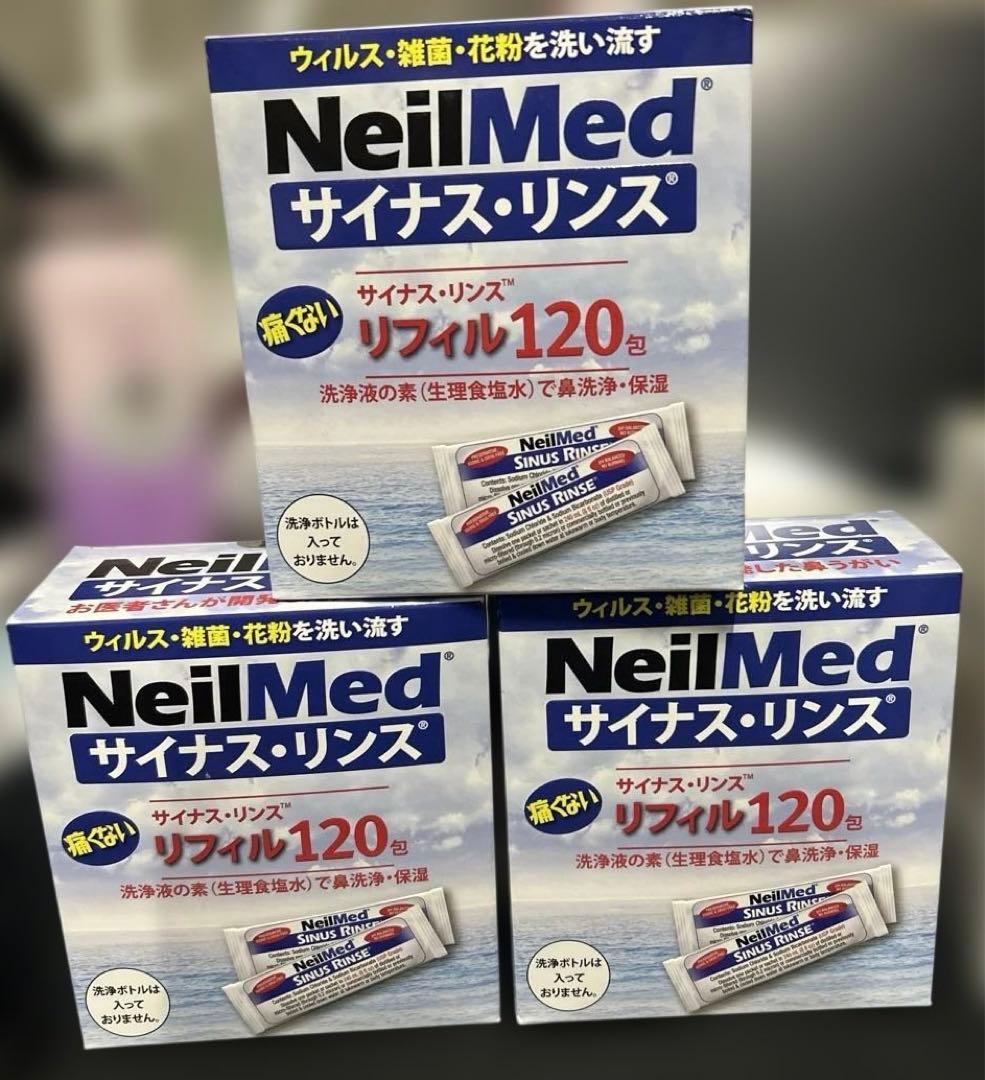 ウィルス・雑菌・花粉を洗い流す
NeilMed®
サイナス・リンス®
サイナス・リンス™
痛くない
リフィル120包
洗浄液の素(生理食塩水)で鼻洗浄・保湿
NeilMed
SINUS RINSE
NeilMed
SINUS RINSE
Contents: Sodium Chloride & Sodium Bicarbonate (USP Grade)
洗浄ボトルは
入って
おりません。
Neil
サイナス
お医者さんが開発
ウィルス・雑菌・花粉を洗い流す
NeilMed®
サイナス・リンス®
サイナス・リンス™
痛くない
リフィル120包
洗浄液の素(生理食塩水)で鼻洗浄・保湿
NeilMed
SINUS RINSE
NeilMed
SINUS RINSE
洗浄ボトルは
入って
おりません。
Med
リンス®
した鼻うがい
ウィルス・雑菌・花粉を洗い流す
NeilMed®
サイナス・リンス®
サイナス・リンス™
痛くない
リフィル120包
洗浄液の素(生理食塩水)で鼻洗浄・保湿
NeilMed
SINUS RINSE
NeilMed
SINUS RINSE
洗浄ボトルは
入って
おりません。